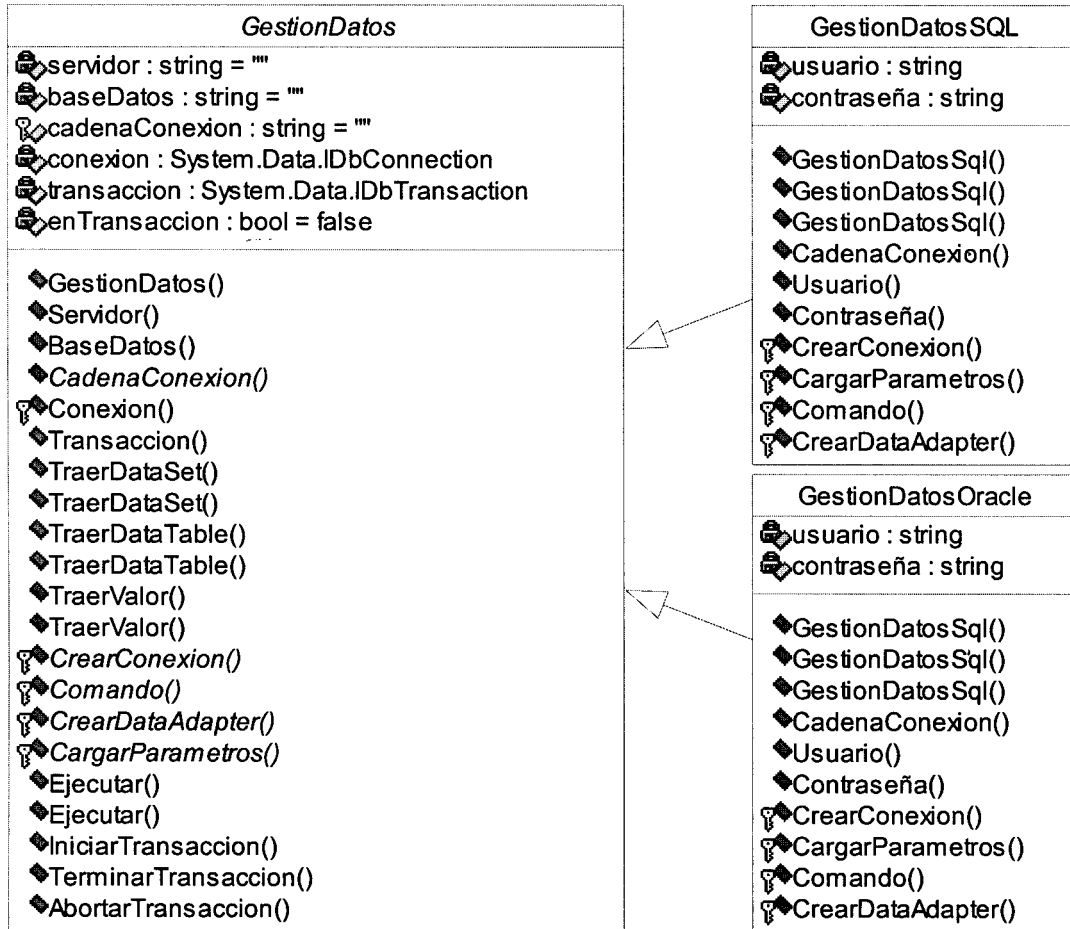 GestionDatos
servidor : string = ""
baseDatos : string = ""
cadenaConexion : string = ""
conexion : System.Data.IDbConnection
transaccion : System.Data.IDbTransaction
enTransaccion : bool = false
GestionDatos()
Servidor()
BaseDatos()
CadenaConexion()
Conexion()
Transaccion()
TraerDataSet()
TraerDataSet()
TraerDataTable()
TraerDataTable()
TraerValor()
TraerValor()
CrearConexion()
Comando()
CrearDataAdapter()
CargarParametros()
Ejecutar()
Ejecutar()
IniciarTransaccion()
TerminarTransaccion()
AbortarTransaccion()
GestionDatosSQL
usuario : string
contraseña : string
GestionDatosSql()
GestionDatosSql()
GestionDatosSql()
CadenaConexion()
Usuario()
Contraseña()
CrearConexion()
CargarParametros()
Comando()
CrearDataAdapter()
GestionDatosOracle
usuario : string
contraseña : string
GestionDatosSql()
GestionDatosSql()
GestionDatosSql()
CadenaConexion()
Usuario()
Contraseña()
CrearConexion()
CargarParametros()
Comando()
CrearDataAdapter()